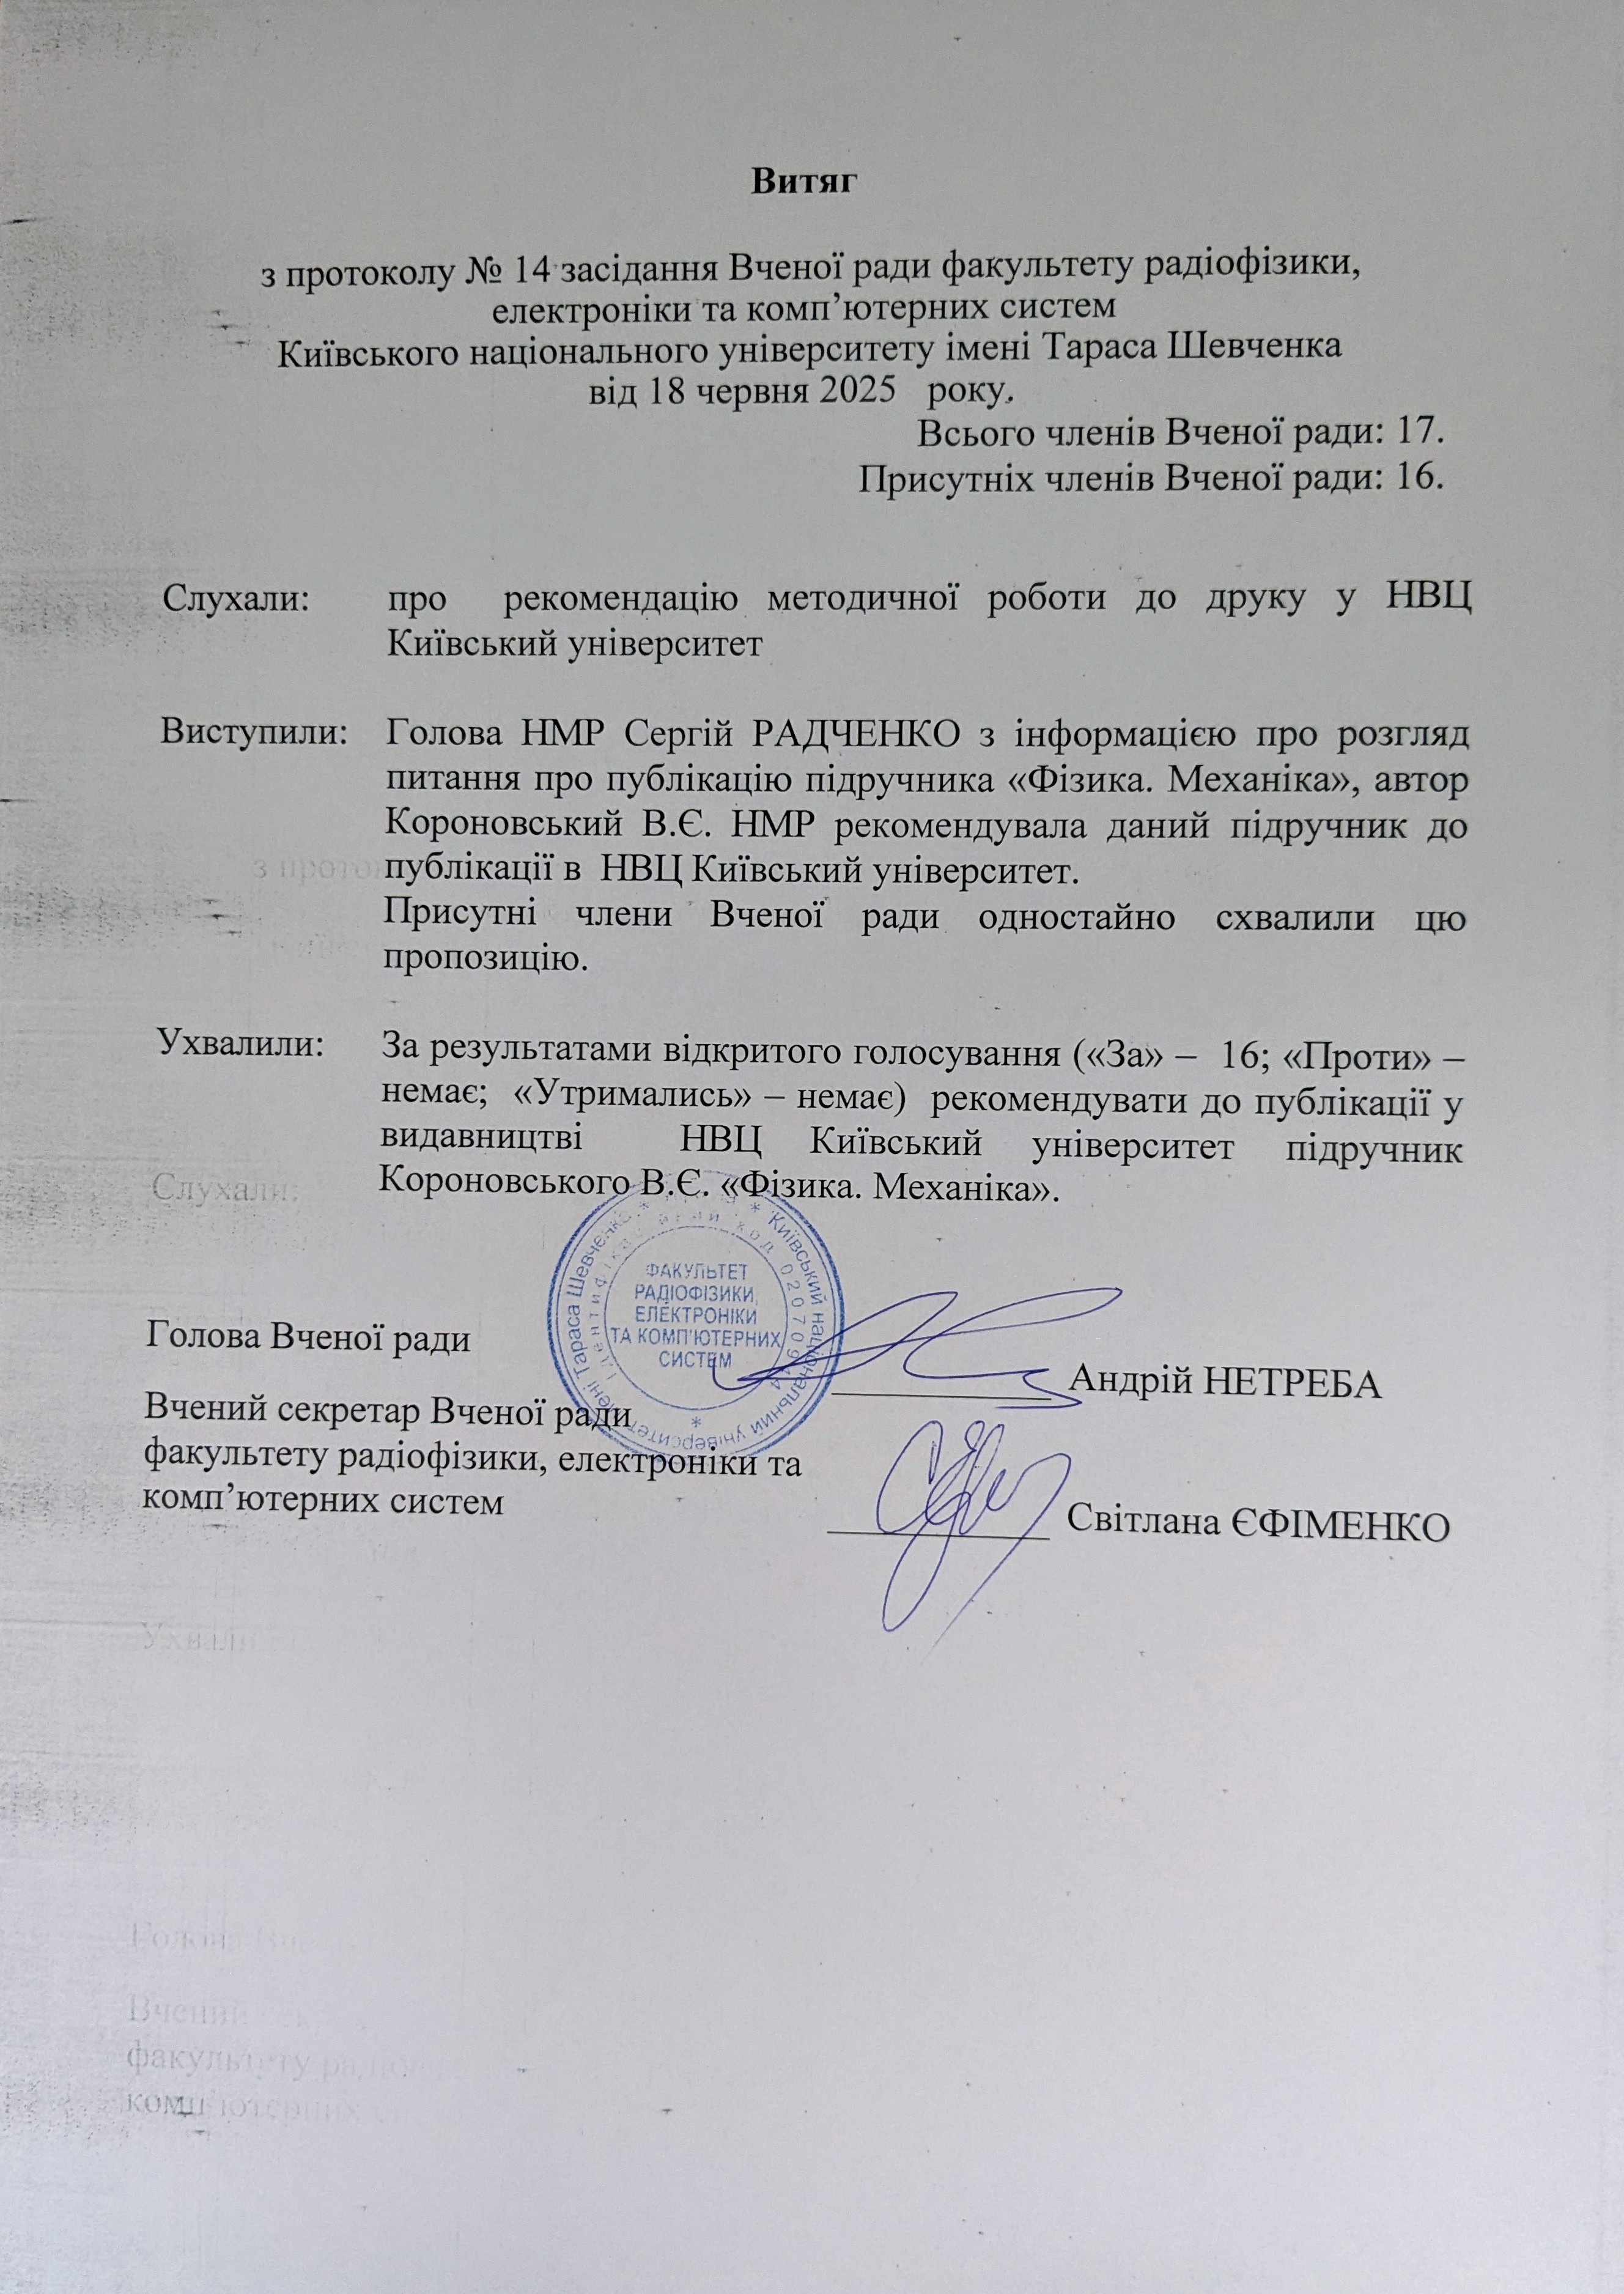 Витяг
з протоколу № 14 засідання Вченої ради факультету радіофізики,
електроніки та комп’ютерних систем
Київського національного університету імені Тараса Шевченка
від 18 червня 2025 року.
Всього членів Вченої ради: 17.
Присутніх членів Вченої ради: 16.
Слухали: про рекомендацію методичної роботи до друку у НВЦ
Київський університет
Виступили: Голова НМР Сергій РАДЧЕНКО з інформацією про розгляд
питання про публікацію підручника «Фізика. Механіка», автор
Короновський В.Є. НМР рекомендувала даний підручник до
публікації в НВЦ Київський університет.
Присутні члени Вченої ради одностайно схвалили цю
пропозицію.
Ухвалили: За результатами відкритого голосування («За» – 16; «Проти» –
немає; «Утримались» – немає) рекомендувати до публікації у
видавництві НВЦ Київський університет підручник
Короновського В.Є. «Фізика. Механіка».
Київський національний університет імені Тараса Шевченка
Ідентифікаційний код 02070944
ФАКУЛЬТЕТ
РАДІОФІЗИКИ,
ЕЛЕКТРОНІКИ
ТА КОМП'ЮТЕРНИХ
СИСТЕМ
Голова Вченої ради
Андрій НЕТРЕБА
Вчений секретар Вченої ради
факультету радіофізики, електроніки та
комп’ютерних систем
Світлана ЄФІМЕНКО